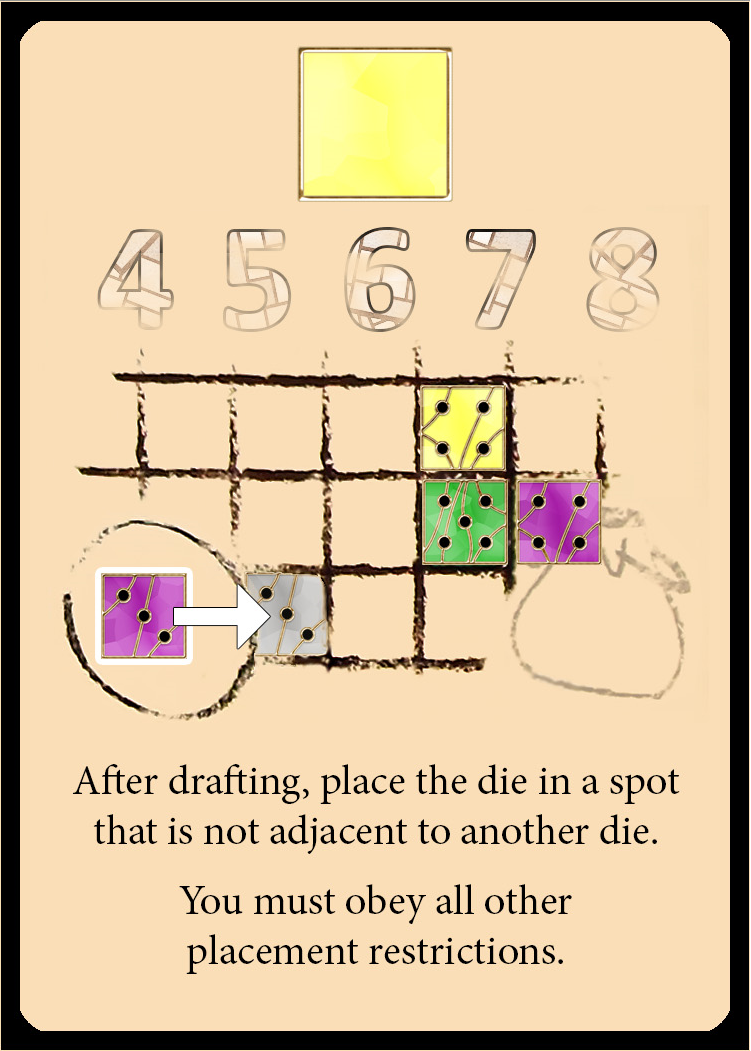 4 5 6 7 8
After drafting, place the die in a spot
that is not adjacent to another die.
You must obey all other
placement restrictions.